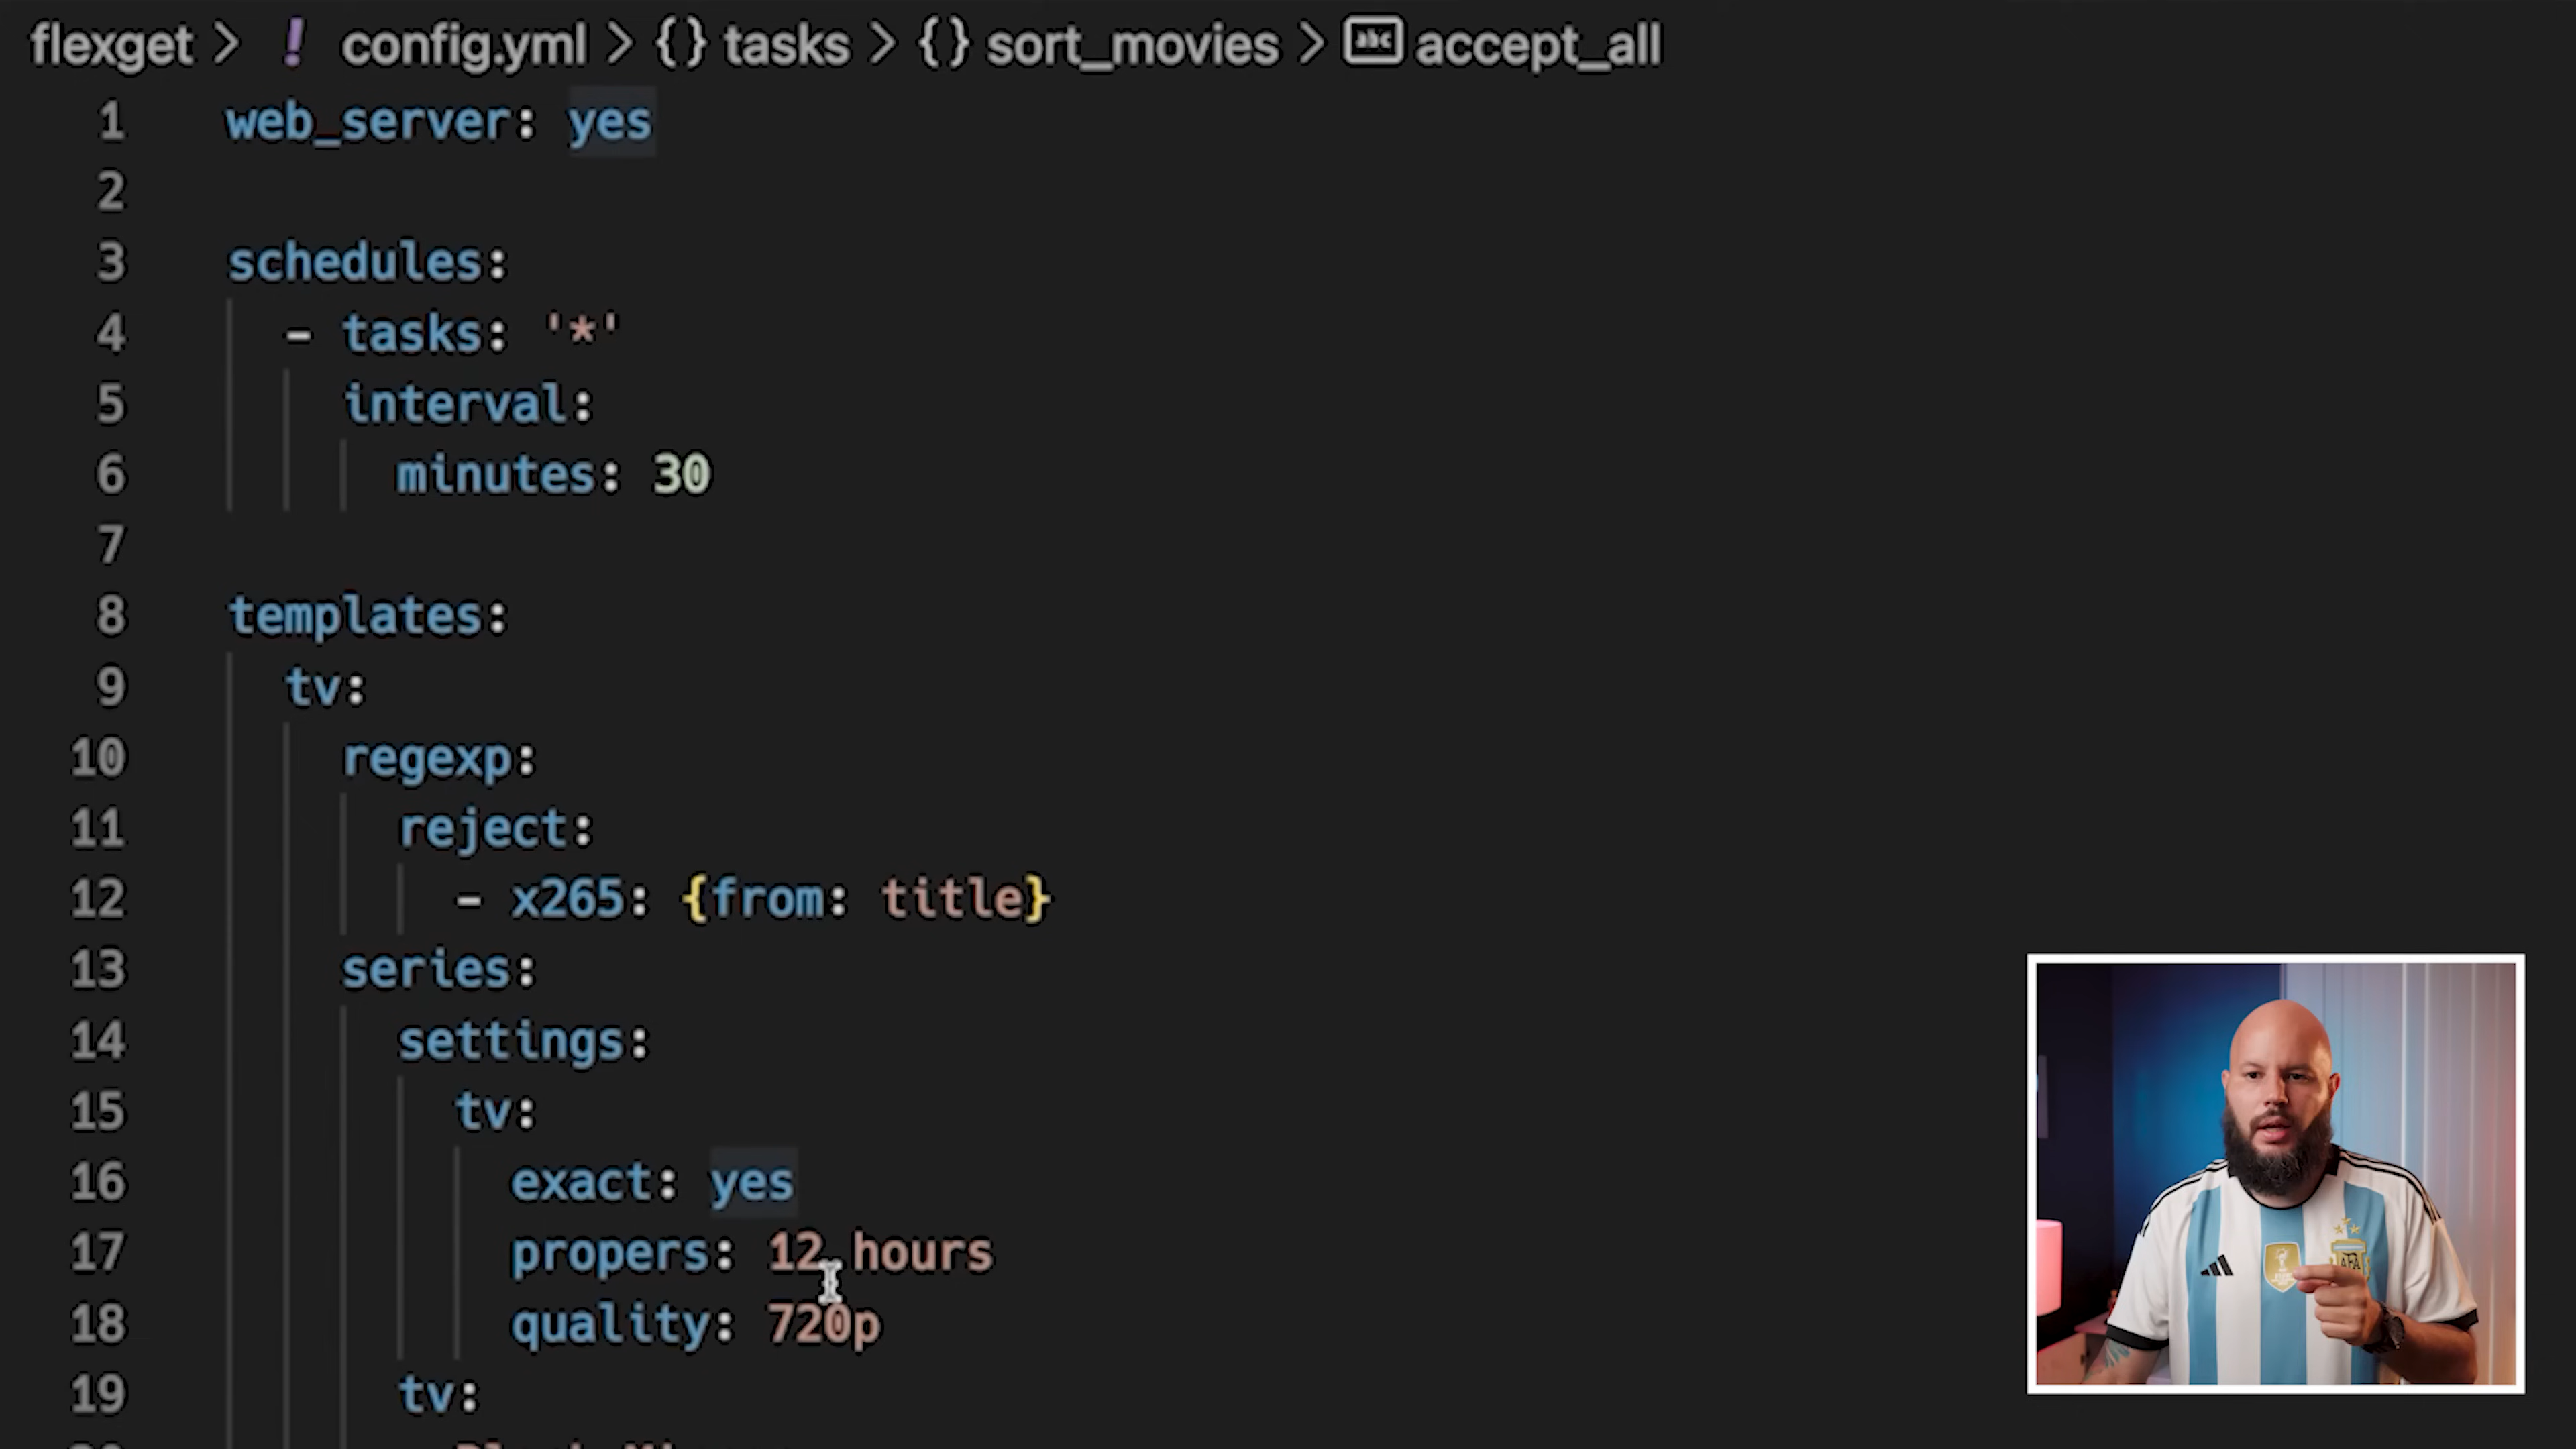 flexget > ! config.yml > {} tasks > {} sort_movies > abc accept_all
1 web_server: yes
2
3 schedules:
4 - tasks: '*'
5 interval:
6 minutes: 30
7
8 templates:
9 tv:
10 regexp:
11 reject:
12 - x265: {from: title}
13 series:
14 settings:
15 tv:
16 exact: yes
17 propers: 12 hours
18 quality: 720p
19 tv:
AFA